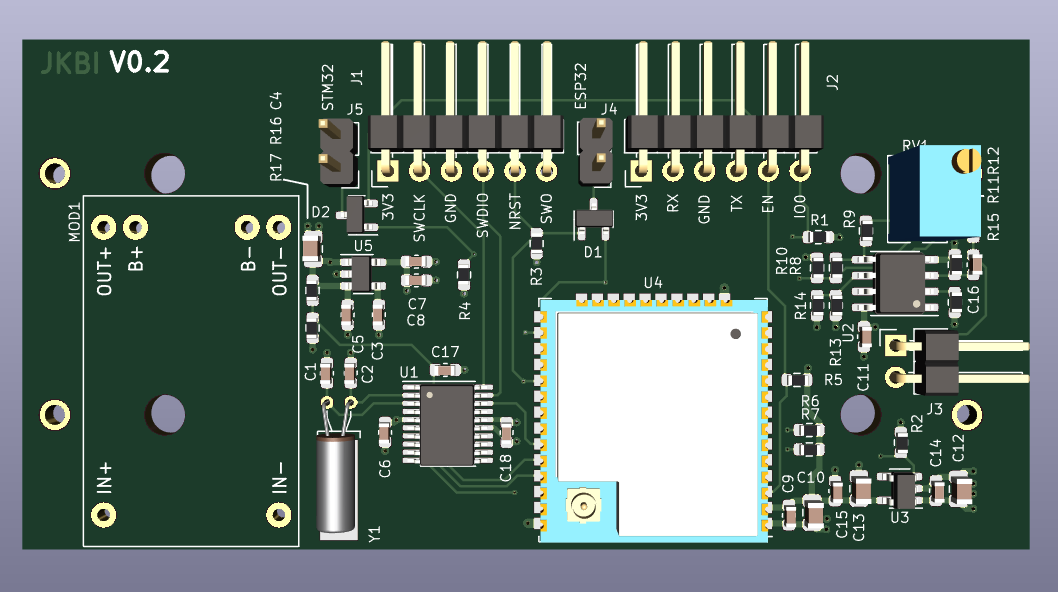 JKBI V0.2
STM32
J1
ESP32
J2
J5
J4
R17 R16 C4
RV1
R11R12
3V3
SWCLK
GND
SWDIO
NRST
SWO
3V3
RX
GND
TX
EN
IO0
MOD1
D2
R1
R9
R15
OUT+
B+
B-
OUT-
U5
D1
R3
R10
R8
U4
R4
C7
C8
R14
C16
C5
C3
U2
R13
C17
C1
C2
U1
C11
R5
J3
R6
R7
R2
C6
C18
C14
C12
IN+
IN-
C9
C10
C15
C13
U3
Y1